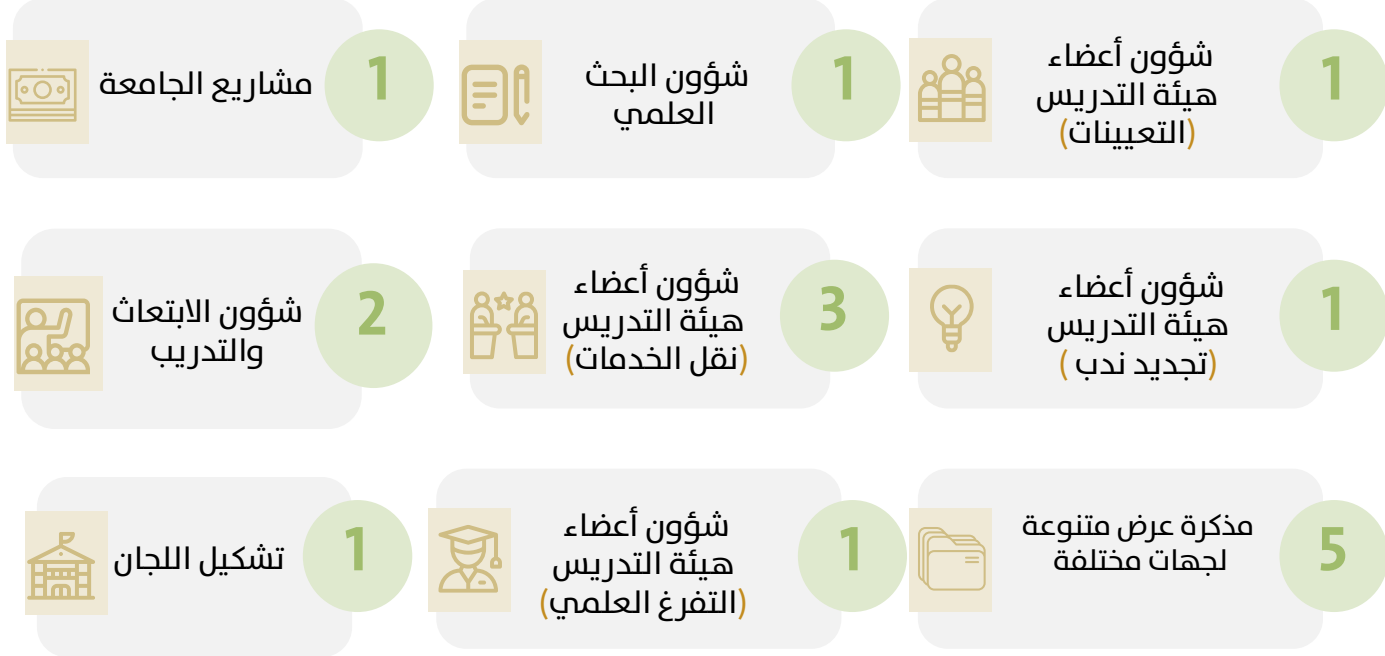 1
شؤون أعضاء
هيئة التدريس
(التعيينات)
1
شؤون البحث
العلمي
1
مشاريع الجامعة
1
شؤون أعضاء
هيئة التدريس
(تجديد ندب )
3
شؤون أعضاء
هيئة التدريس
(نقل الخدمات)
2
شؤون الابتعاث
والتدريب
5
مذكرة عرض متنوعة
لجهات مختلفة
1
شؤون أعضاء
هيئة التدريس
(التفرغ العلمي)
1
تشكيل اللجان